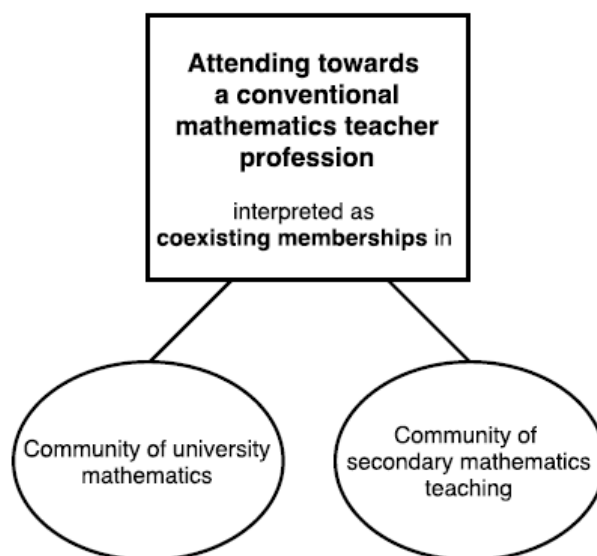 Attending towards
a conventional
mathematics teacher
profession
interpreted as
coexisting memberships in
Community of university
mathematics
Community of
secondary mathematics
teaching